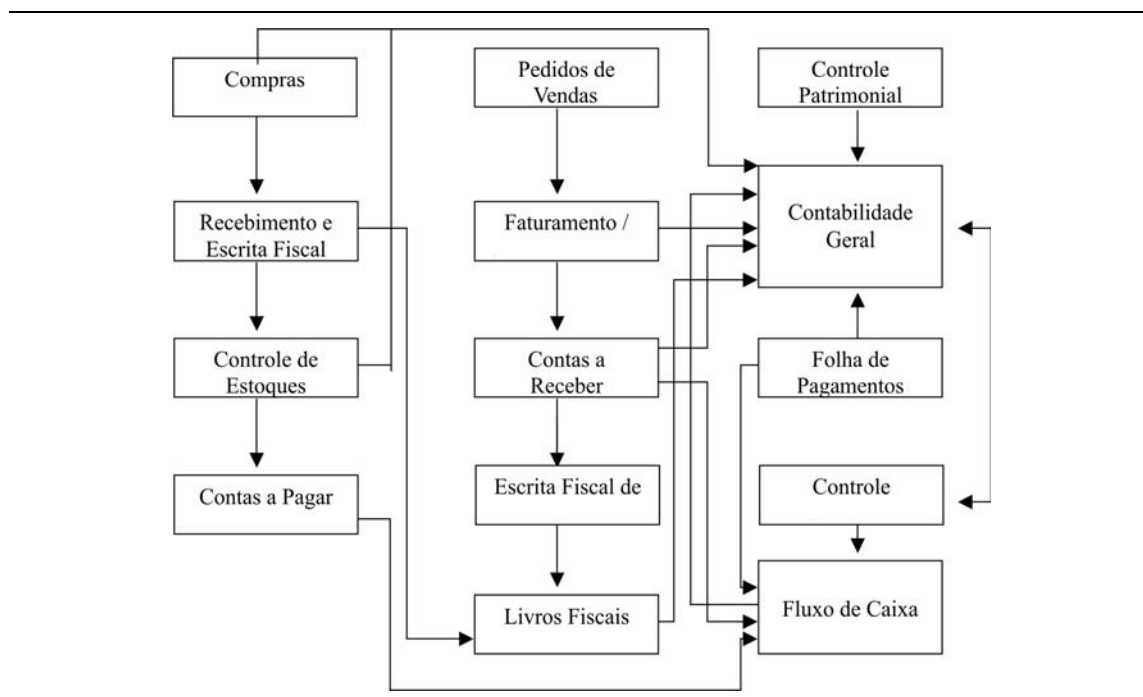 Compras
Pedidos de
Vendas
Controle
Patrimonial
Recebimento e
Escrita Fiscal
Faturamento /
Contabilidade
Geral
Controle de
Estoques
Contas a
Receber
Folha de
Pagamentos
Contas a Pagar
Escrita Fiscal de
Controle
Livros Fiscais
Fluxo de Caixa